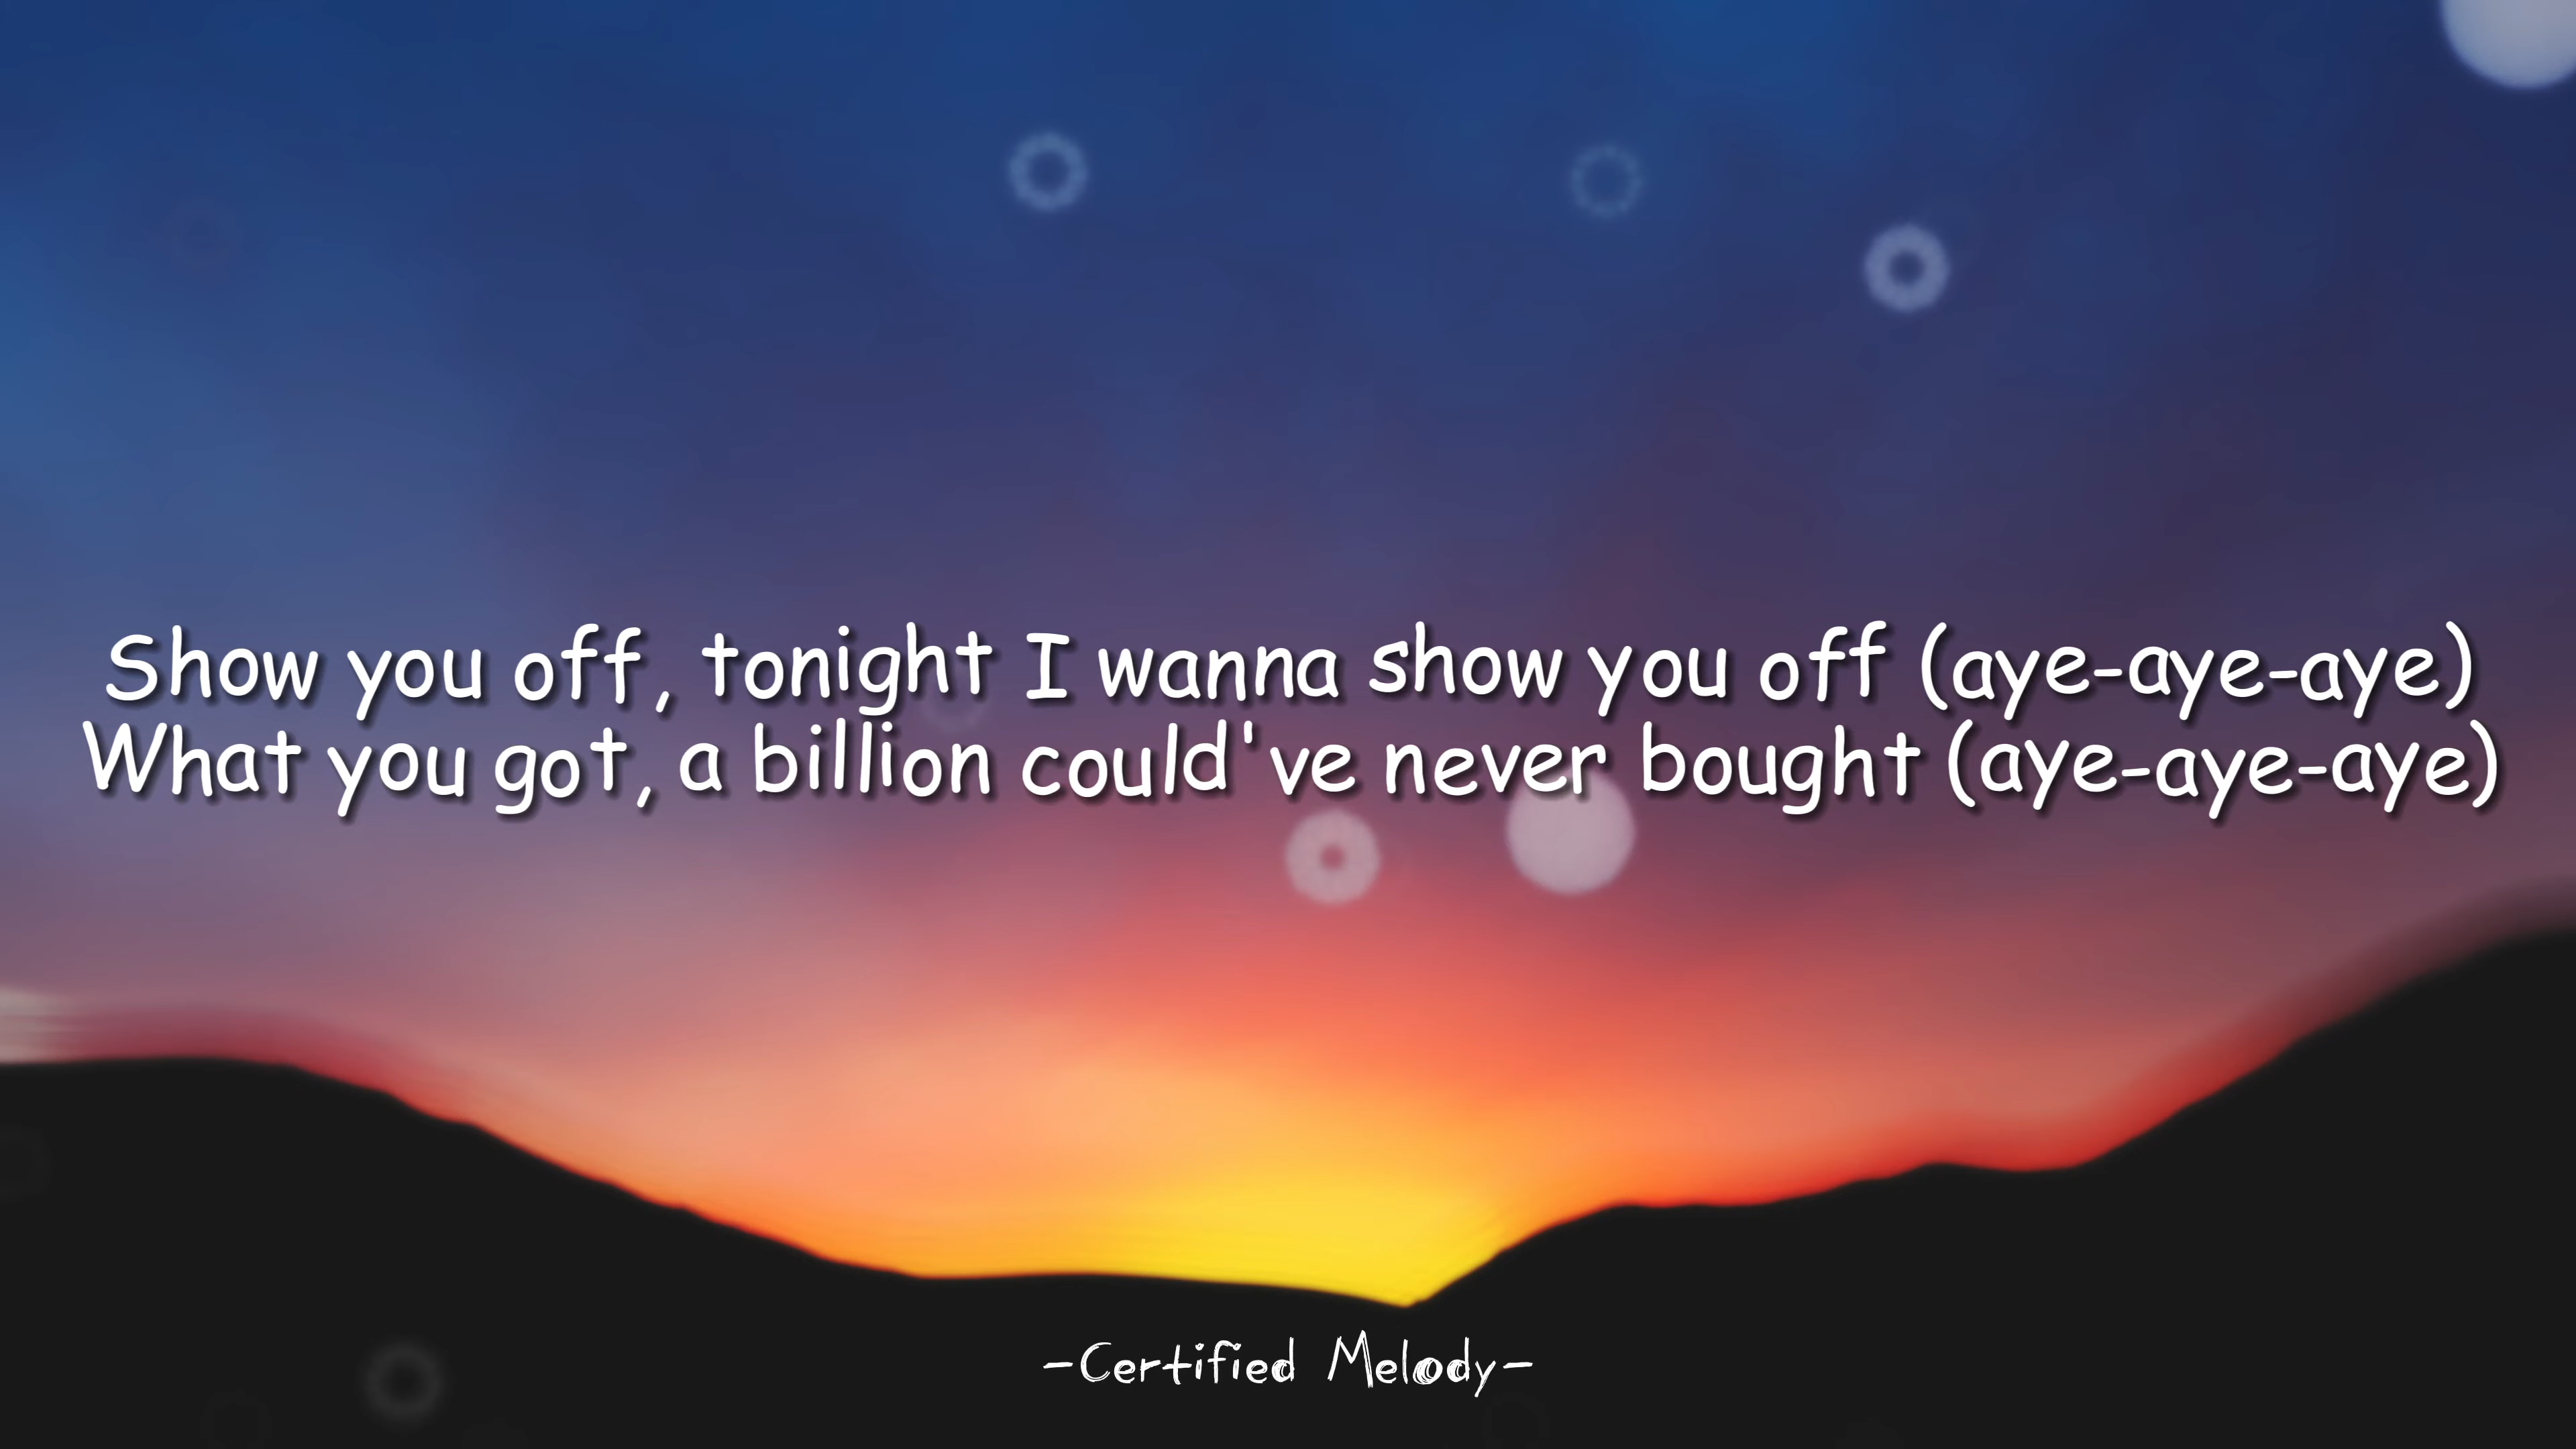 Show you off, tonight I wanna show you off (aye-aye-aye)
What you got, a billion could've never bought (aye-aye-aye)
-Certified Melody-